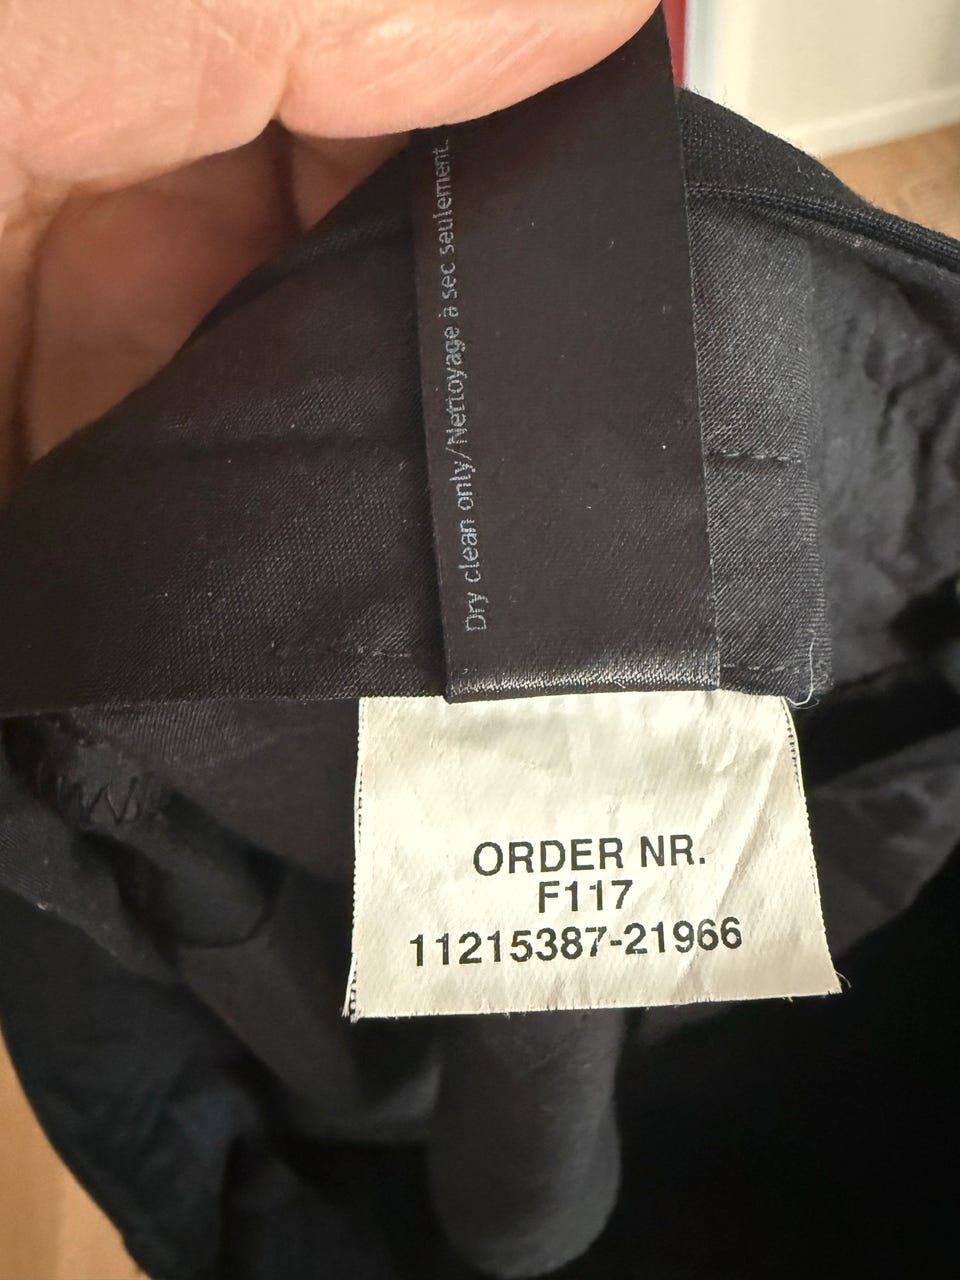 Dry clean only/Nettoyage à sec seulement.
ORDER NR.
F117
11215387-21966